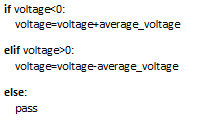 if voltage<0:
voltage=voltage+average_voltage
elif voltage>0:
voltage=voltage-average_voltage
else:
pass